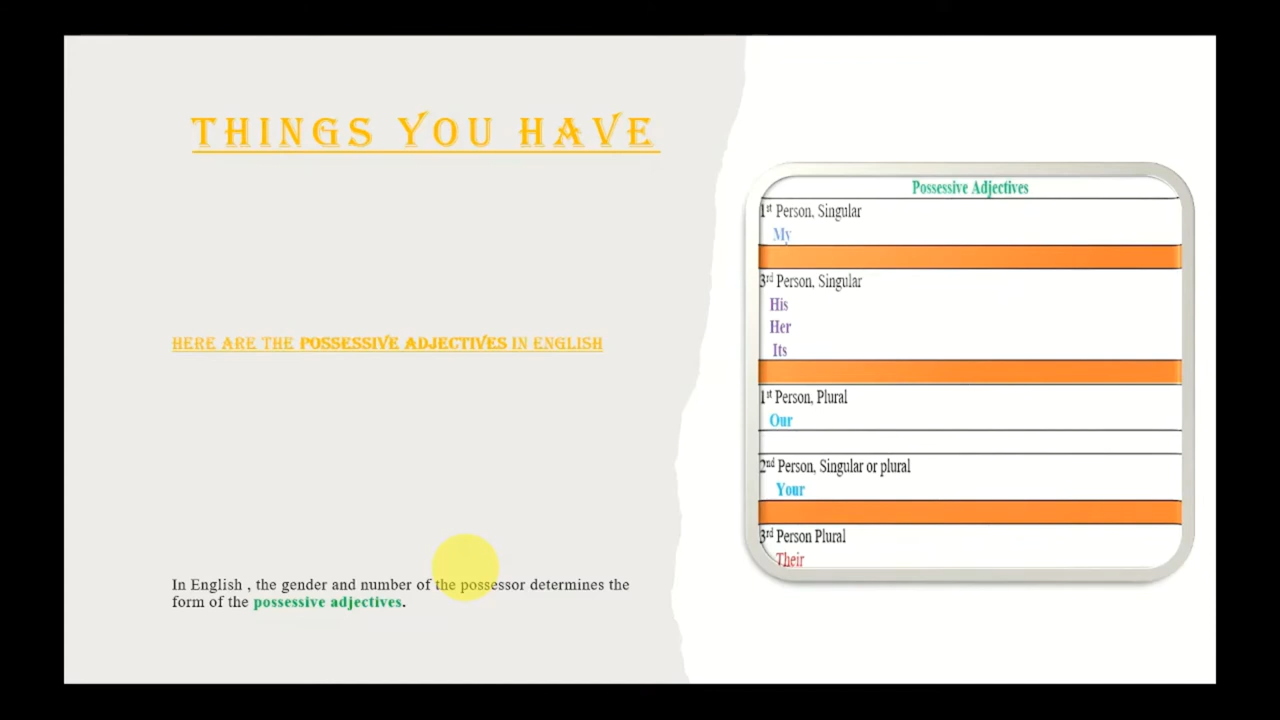 THINGS YOU HAVE
HERE ARE THE POSSESSIVE ADJECTIVES IN ENGLISH
In English , the gender and number of the possessor determines the
form of the possessive adjectives.
Possessive Adjectives
1st Person, Singular
My
3rd Person, Singular
His
Her
Its
1st Person, Plural
Our
2nd Person, Singular or plural
Your
3rd Person Plural
Their